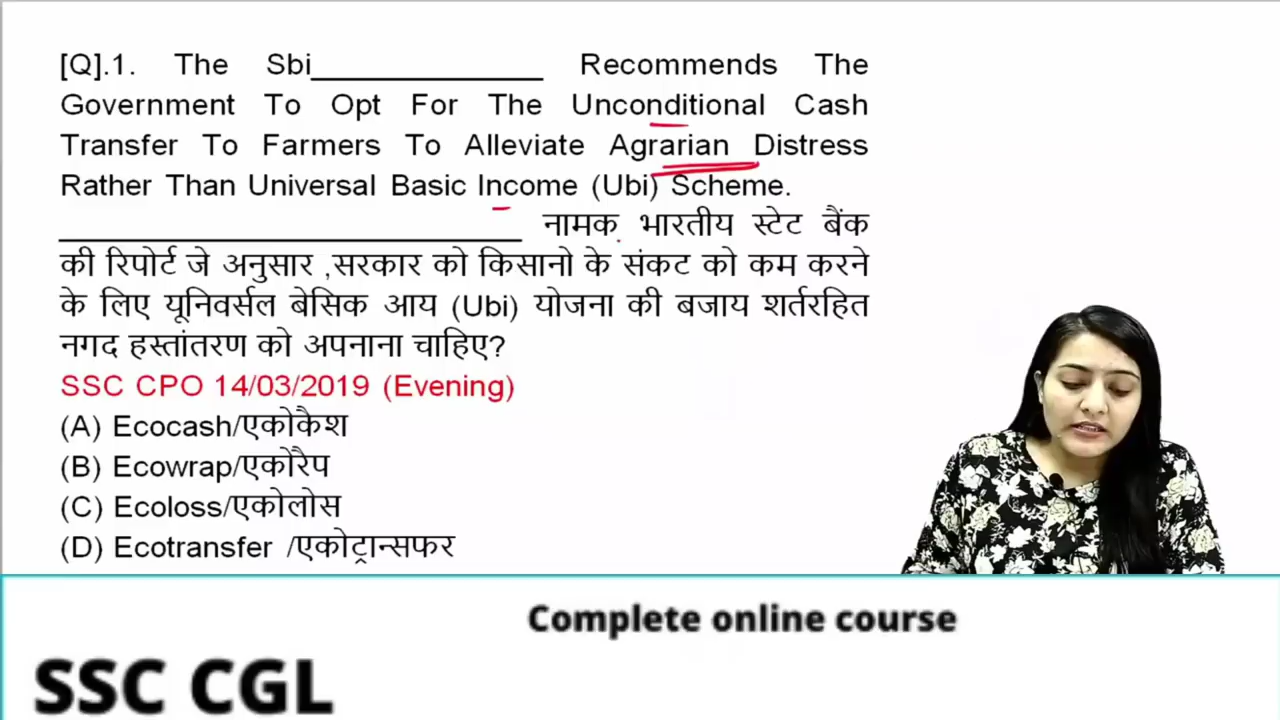 [Q].1. The Sbi______________ Recommends The
Government To Opt For The Unconditional Cash
Transfer To Farmers To Alleviate Agrarian Distress
Rather Than Universal Basic Income (Ubi) Scheme.
____________________________ नामक भारतीय स्टेट बैंक
की रिपोर्ट जे अनुसार ,सरकार को किसानो के संकट को कम करने
के लिए यूनिवर्सल बेसिक आय (Ubi) योजना की बजाय शर्तरहित
नगद हस्तांतरण को अपनाना चाहिए?
SSC CPO 14/03/2019 (Evening)
(A) Ecocash/एकोकैश
(B) Ecowrap/एकोरैप
(C) Ecoloss/एकोलोस
(D) Ecotransfer /एकोट्रान्सफर
Complete online course
SSC CGL